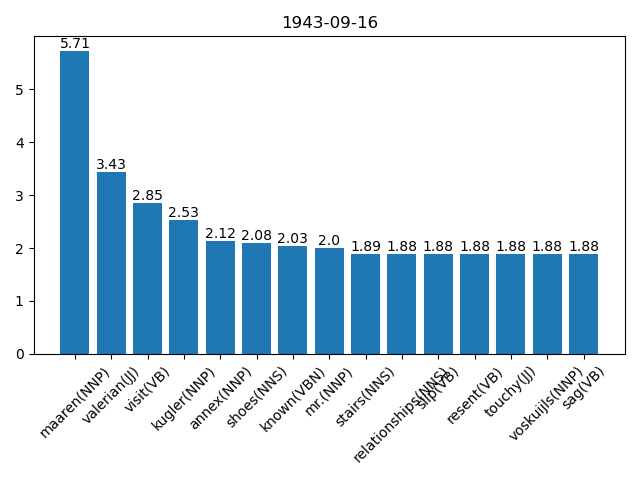 1943-09-16
5.71
3.43
2.85
2.53
2.12
2.08
2.03
2.0
1.89
1.88
1.88
1.88
1.88
1.88
1.88
5
4
3
2
1
0
maaren(NNP)
valerian(JJ)
visit(VB)
kugler(NNP)
annex(NNP)
shoes(NNS)
known(VBN)
mr.(NNP)
stairs(NNS)
relationships(NNS)
slip(VB)
resent(VB)
touchy(JJ)
voskuijls(NNP)
sag(VB)